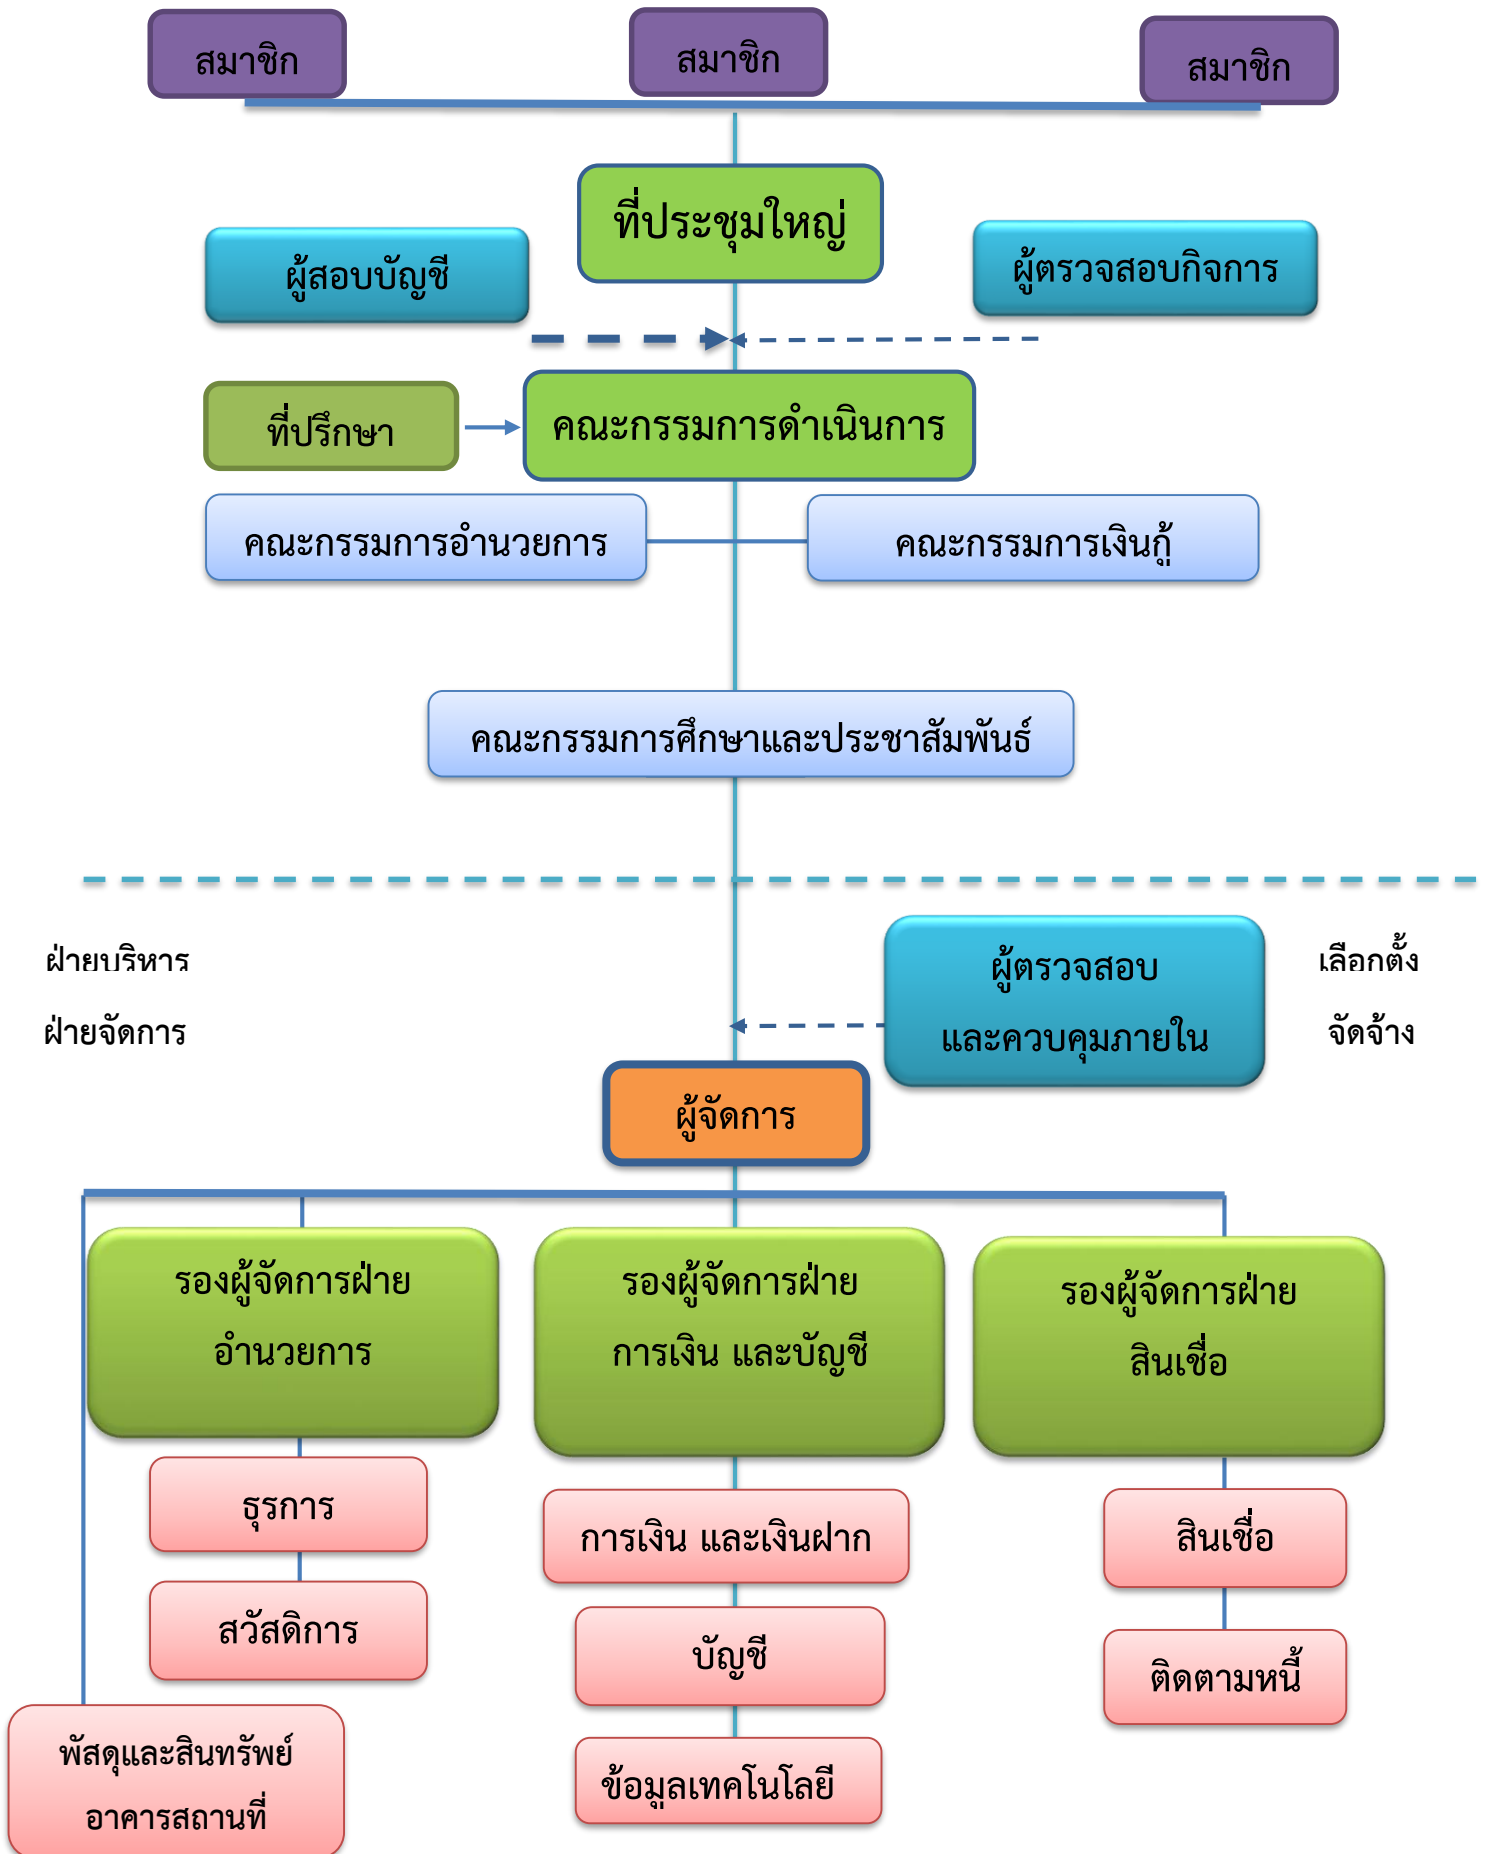 สมาชิก
สมาชิก
สมาชิก
ที่ประชุมใหญ่
ผู้สอบบัญชี
ผู้ตรวจสอบกิจการ
ที่ปรึกษา
คณะกรรมการดำเนินการ
คณะกรรมการอำนวยการ
คณะกรรมการเงินกู้
คณะกรรมการศึกษาและประชาสัมพันธ์
ฝ่ายบริหาร
ฝ่ายจัดการ
ผู้ตรวจสอบ
และควบคุมภายใน
เลือกตั้ง
จัดจ้าง
ผู้จัดการ
รองผู้จัดการฝ่าย
อำนวยการ
รองผู้จัดการฝ่าย
การเงิน และบัญชี
รองผู้จัดการฝ่าย
สินเชื่อ
ธุรการ
สวัสดิการ
พัสดุและสินทรัพย์
อาคารสถานที่
การเงิน และเงินฝาก
บัญชี
ข้อมูลเทคโนโลยี
สินเชื่อ
ติดตามหนี้